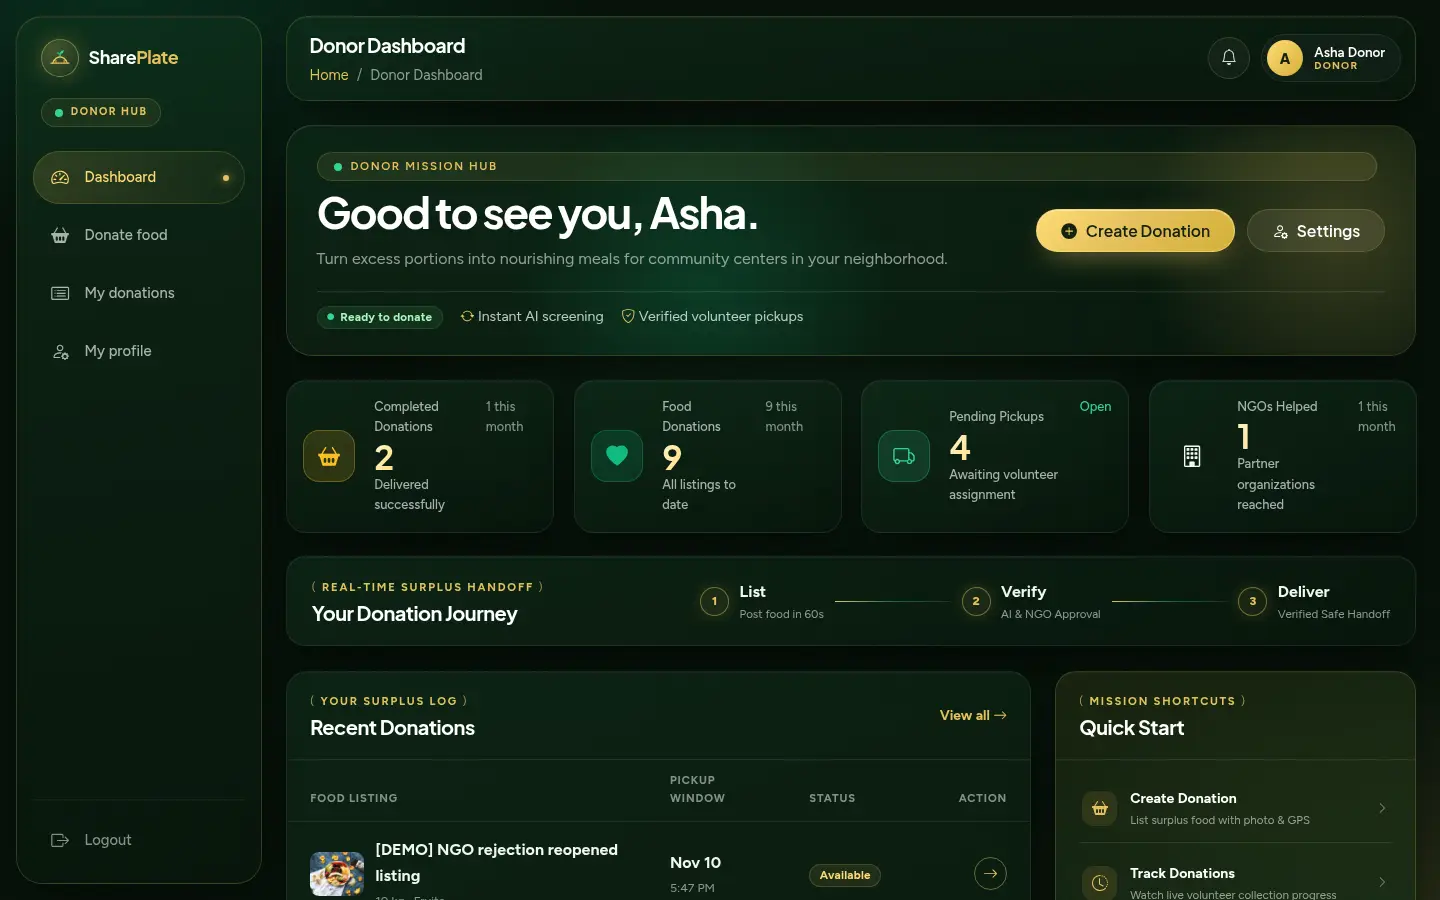 SharePlate
DONOR HUB
Dashboard
Donate food
My donations
My profile
Logout
Donor Dashboard
Home / Donor Dashboard
A
Asha Donor
DONOR
DONOR MISSION HUB
Good to see you, Asha.
Turn excess portions into nourishing meals for community centers in your neighborhood.
Create Donation
Settings
Ready to donate
Instant AI screening
Verified volunteer pickups
Completed
Donations
1 this
month
2
Delivered
successfully
Food
Donations
9 this
month
9
All listings to
date
Pending Pickups
Open
4
Awaiting volunteer
assignment
NGOs Helped
1 this
month
1
Partner
organizations
reached
( REAL-TIME SURPLUS HANDOFF )
Your Donation Journey
1
List
Post food in 60s
2
Verify
AI & NGO Approval
3
Deliver
Verified Safe Handoff
( YOUR SURPLUS LOG )
Recent Donations
View all →
FOOD LISTING
PICKUP
WINDOW
STATUS
ACTION
[DEMO] NGO rejection reopened
listing
Nov 10
5:47 PM
Available
( MISSION SHORTCUTS )
Quick Start
Create Donation
List surplus food with photo & GPS
Track Donations
Watch live volunteer collection progress